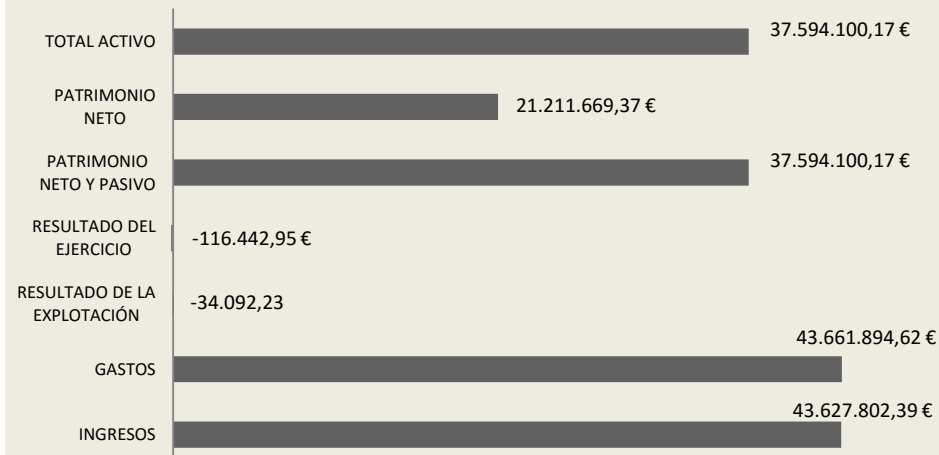 TOTAL ACTIVO
37.594.100,17 €
PATRIMONIO
NETO
21.211.669,37 €
PATRIMONIO
NETO Y PASIVO
37.594.100,17 €
RESULTADO DEL
EJERCICIO
-116.442,95 €
RESULTADO DE LA
EXPLOTACIÓN
-34.092,23
GASTOS
43.661.894,62 €
INGRESOS
43.627.802,39 €